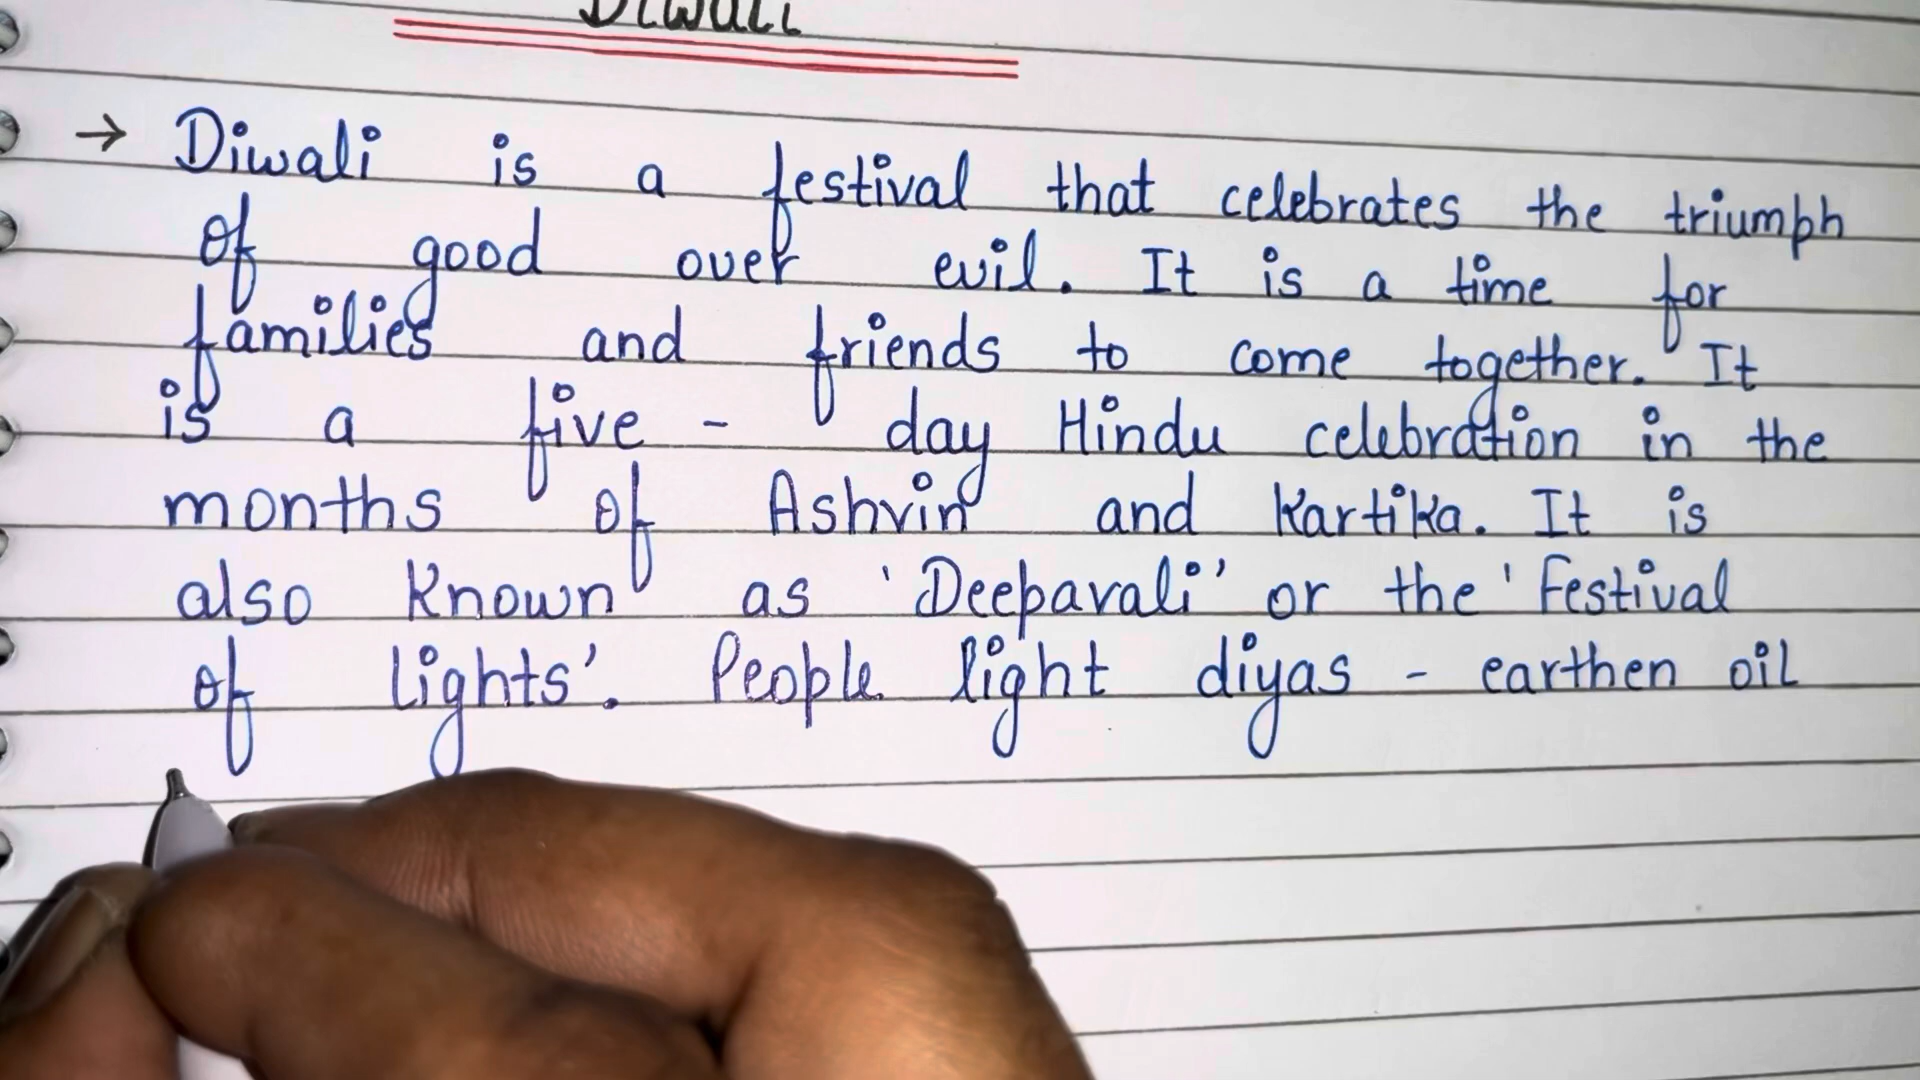 Diwali
→ Diwali is a festival that celebrates the triumph
of good over evil. It is a time for
families and friends to come together. It
is a five - day Hindu celebration in the
months of Ashvin and Kartika. It is
also known as 'Deepavali' or the 'Festival
of lights'. People light diyas - earthen oil